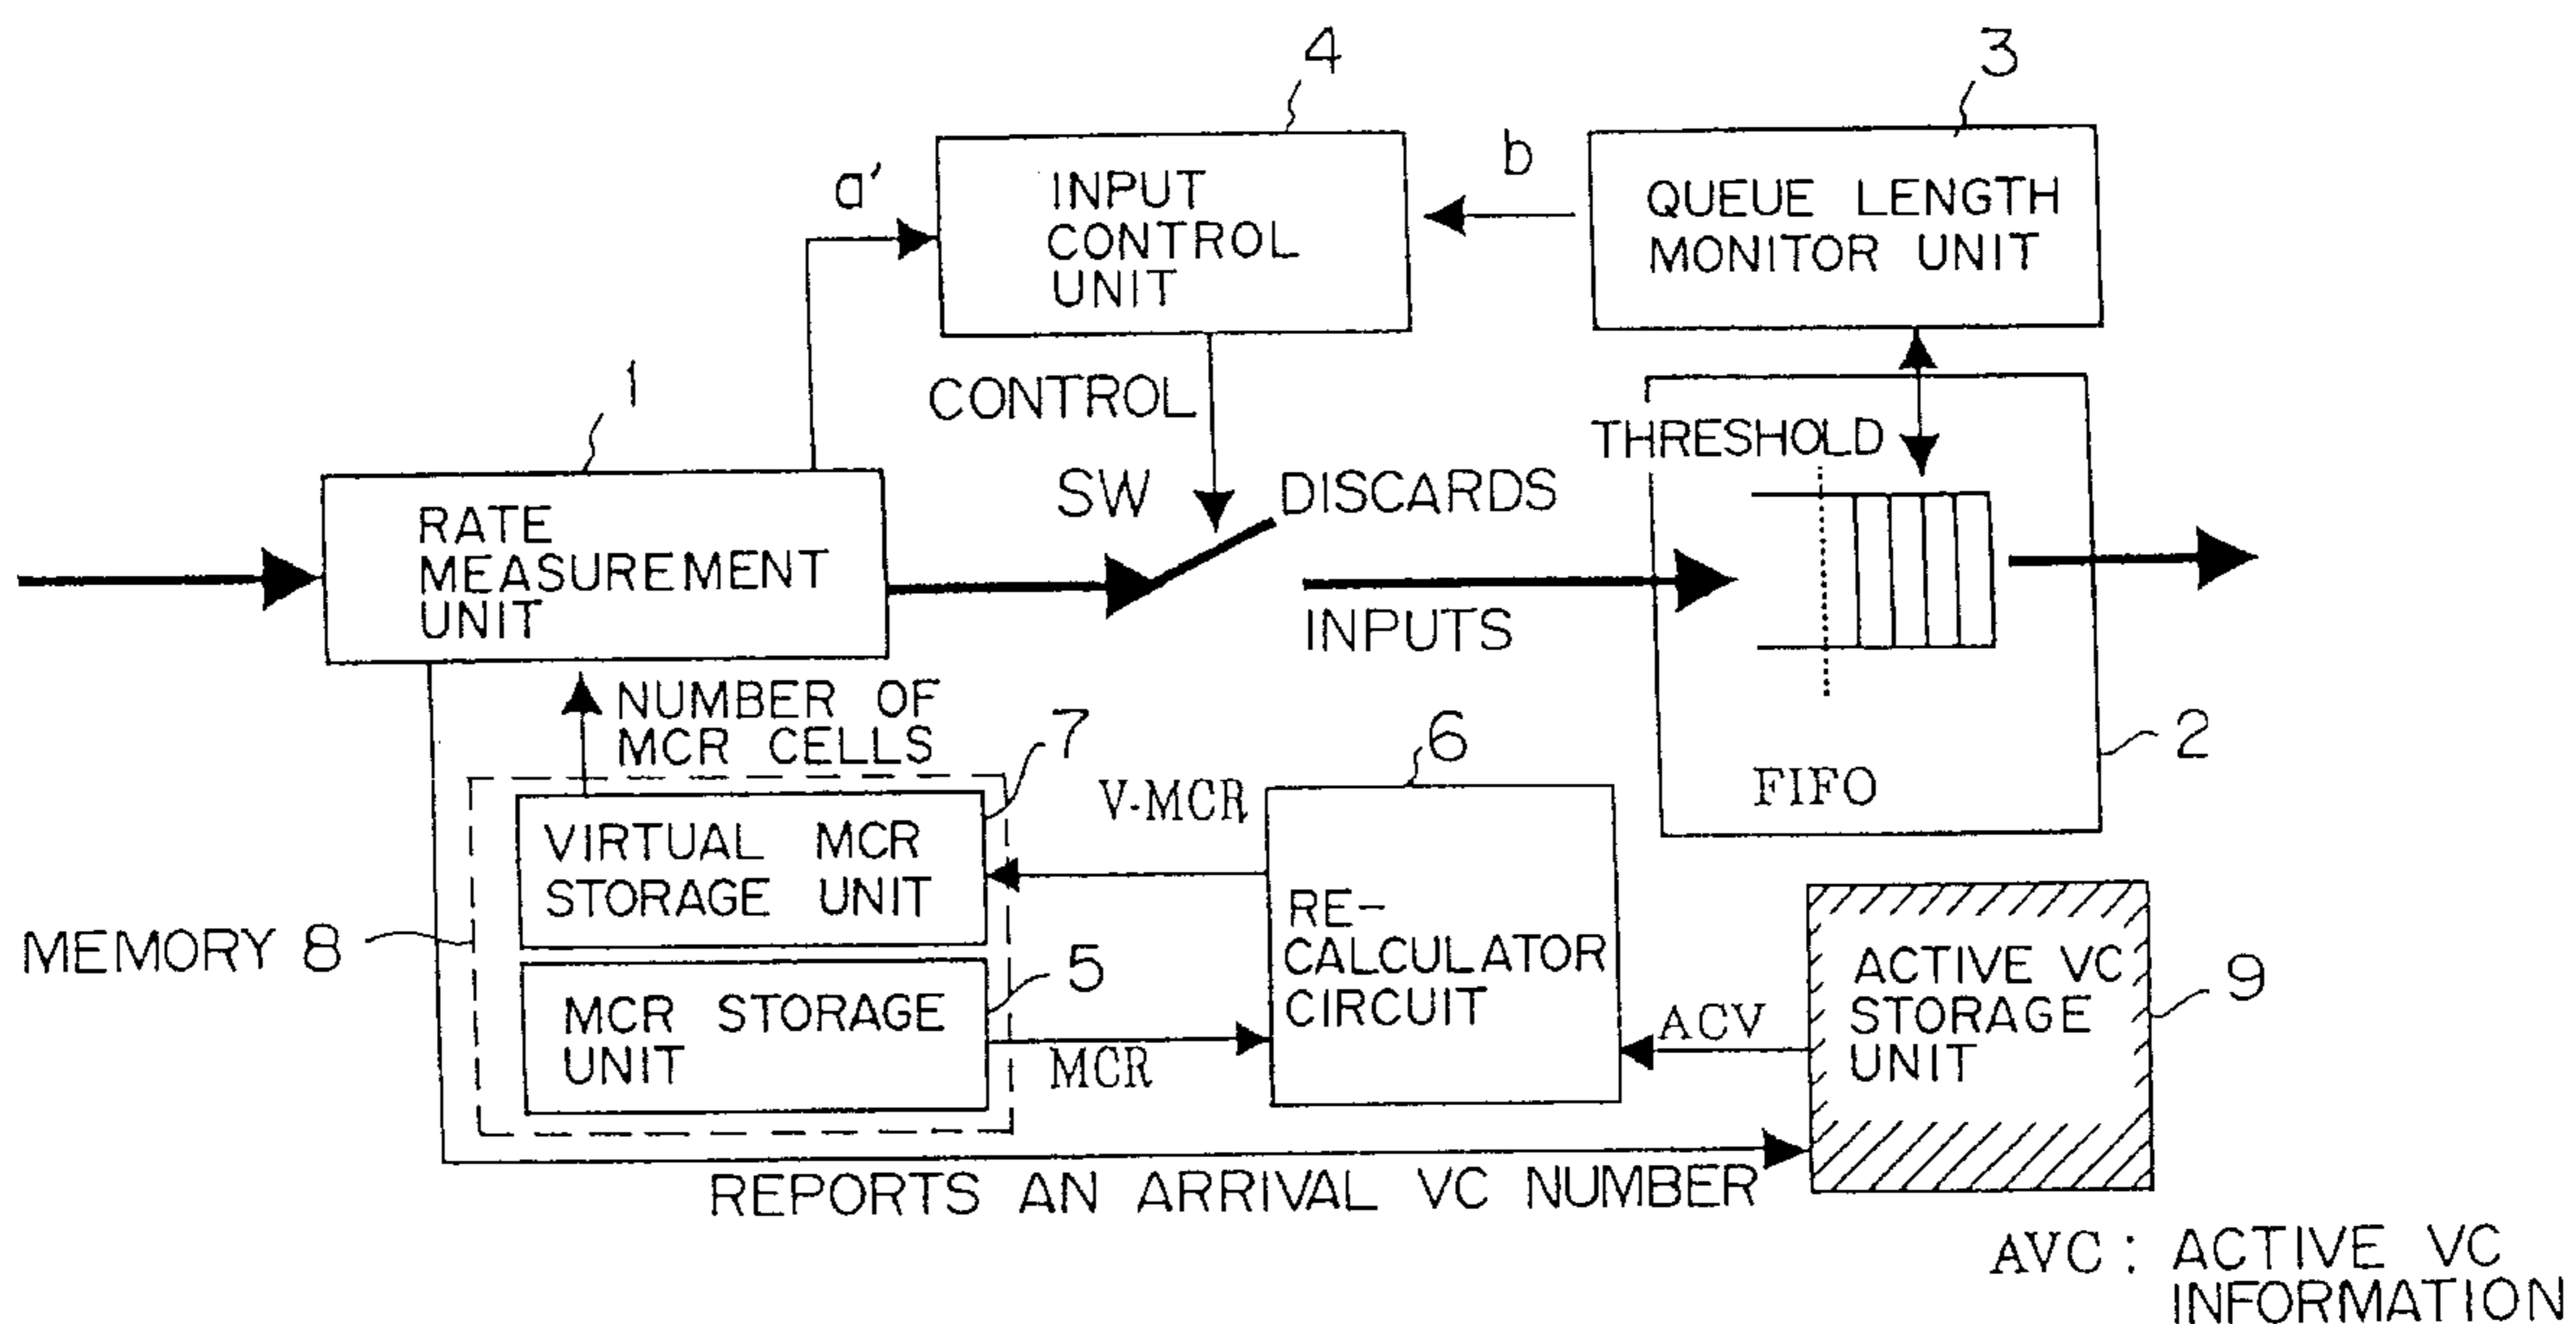 4
3
a'
INPUT
CONTROL
UNIT
b
QUEUE LENGTH
MONITOR UNIT
1
CONTROL
THRESHOLD
SW
DISCARDS
RATE
MEASUREMENT
UNIT
INPUTS
NUMBER OF
MCR CELLS
7
6
2
V-MCR
FIFO
VIRTUAL MCR
STORAGE UNIT
RE-
CALCULATOR
CIRCUIT
MEMORY 8
5
ACTIVE VC
STORAGE
UNIT
9
MCR STORAGE
UNIT
MCR
ACV
REPORTS AN ARRIVAL VC NUMBER
AVC : ACTIVE VC
INFORMATION